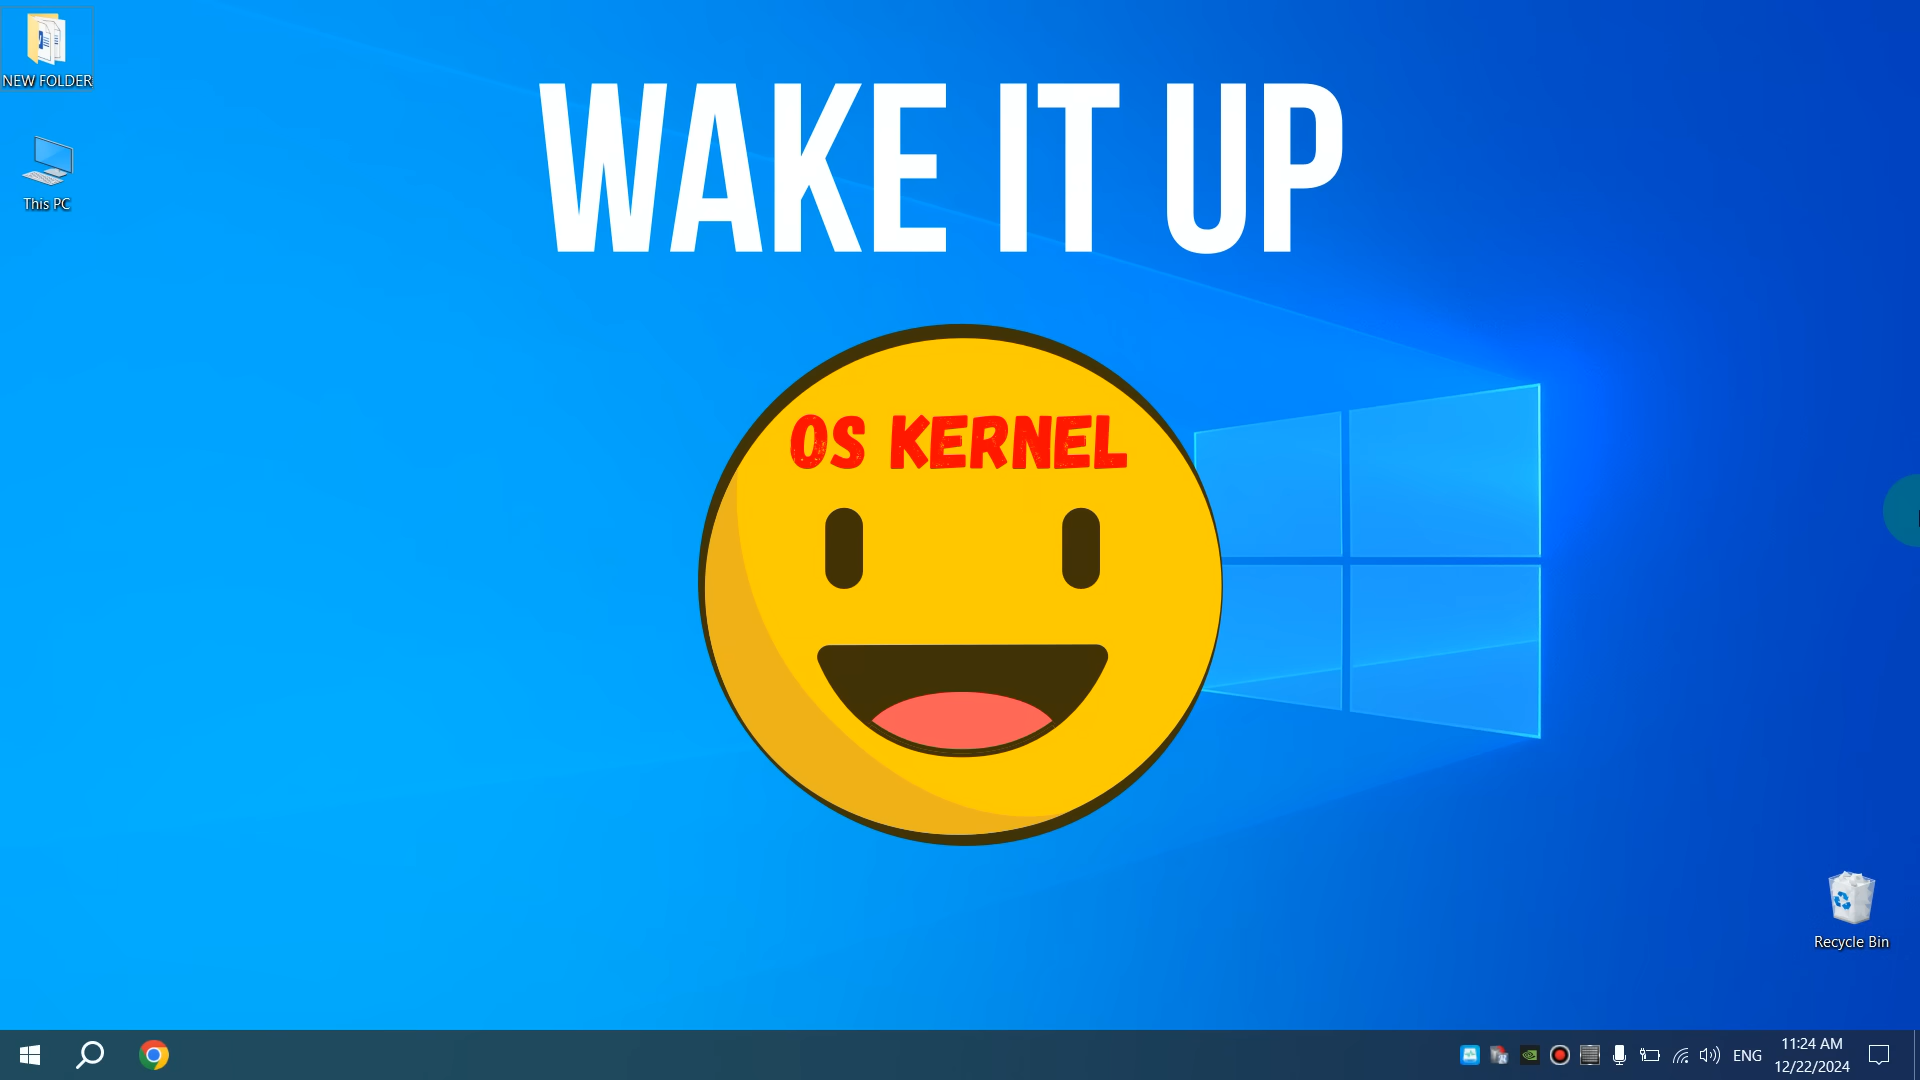 NEW FOLDER
This PC
WAKE IT UP
OS KERNEL
Recycle Bin
ENG
11:24 AM
12/22/2024